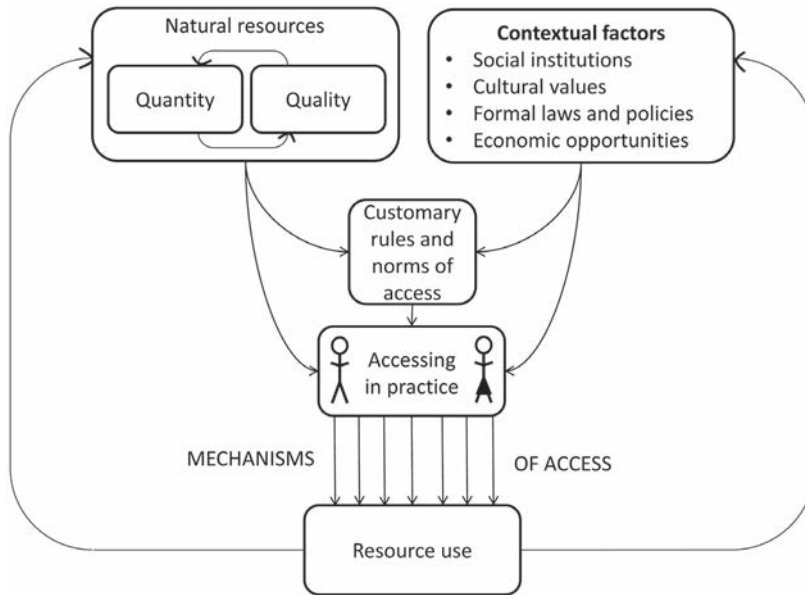 Natural resources
Quantity
Quality
Contextual factors
• Social institutions
• Cultural values
• Formal laws and policies
• Economic opportunities
Customary
rules and
norms of
access
Accessing
in practice
MECHANISMS
OF ACCESS
Resource use